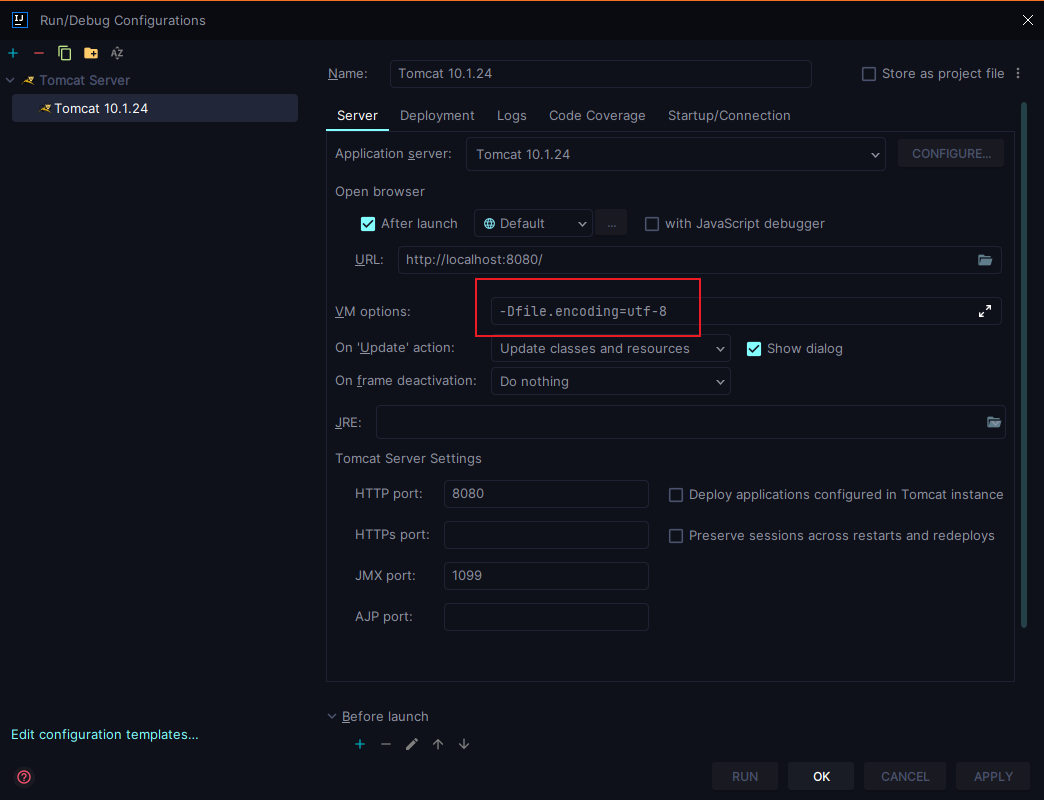 Run/Debug Configurations
Tomcat Server
Tomcat 10.1.24
Name: Tomcat 10.1.24 Store as project file
Server Deployment Logs Code Coverage Startup/Connection
Application server: Tomcat 10.1.24 CONFIGURE...
Open browser
After launch Default ... with JavaScript debugger
URL: http://localhost:8080/
VM options: -Dfile.encoding=utf-8
On 'Update' action: Update classes and resources Show dialog
On frame deactivation: Do nothing
JRE:
Tomcat Server Settings
HTTP port: 8080 Deploy applications configured in Tomcat instance
HTTPs port: Preserve sessions across restarts and redeploys
JMX port: 1099
AJP port:
Before launch
Edit configuration templates...
RUN OK CANCEL APPLY